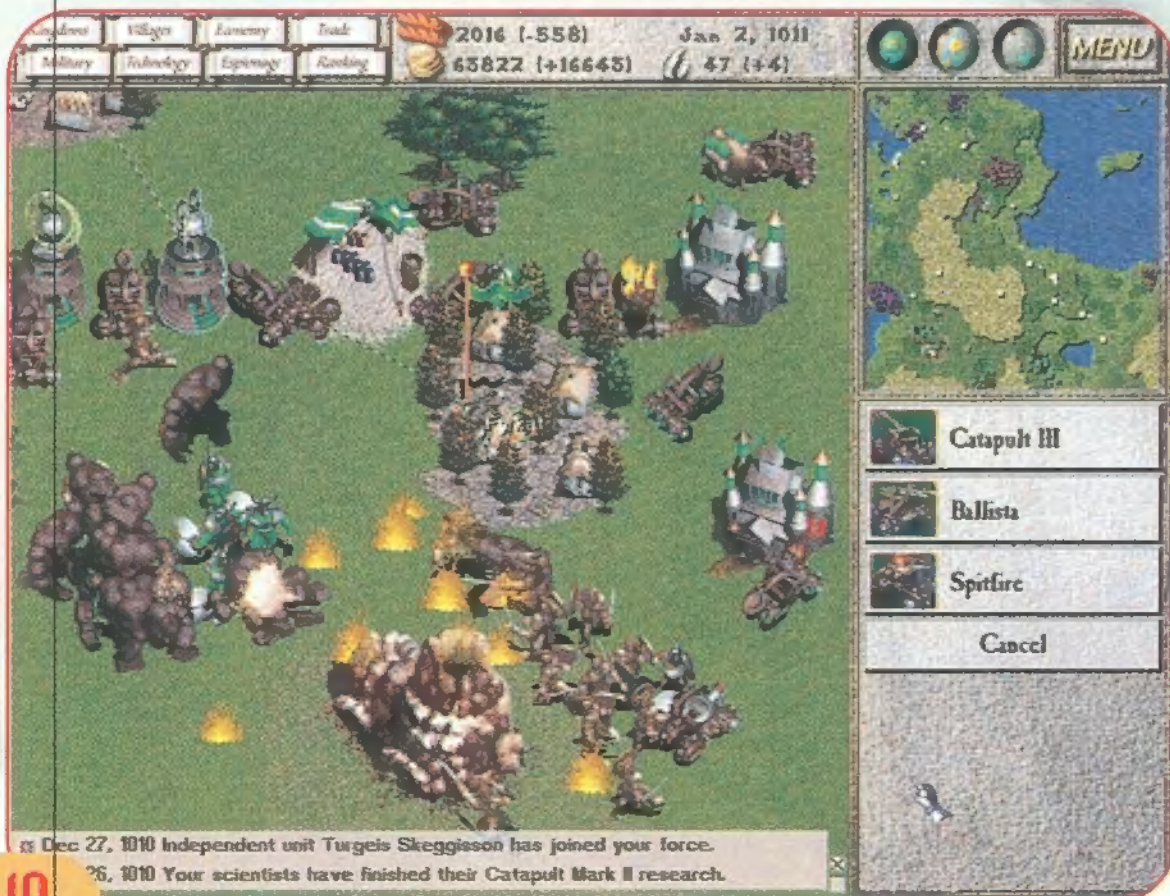 Kingdoms Villages Economy Trade
Military Technology Espionage Ranking
2016 (-558) Jan 2, 1011
63822 (+16643) 47 (+4)
MENU
Catapult III
Ballista
Spitfire
Cancel
Dec 27, 1010 Independent unit Turgeis Skeggisson has joined your force.
26, 1010 Your scientists have finished their Catapult Mark II research.